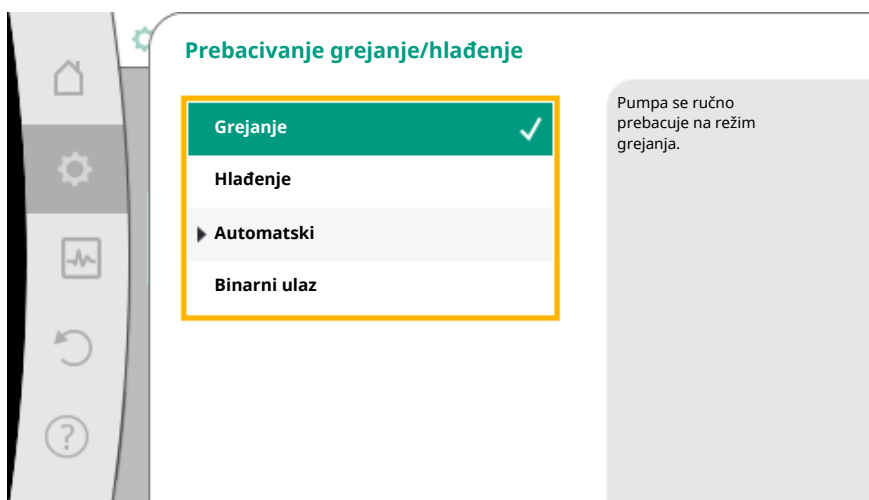 Prebacivanje grejanje/hlađenje
Grejanje
Hlađenje
Automatski
Binarni ulaz
Pumpa se ručno
prebacuje na režim
grejanja.